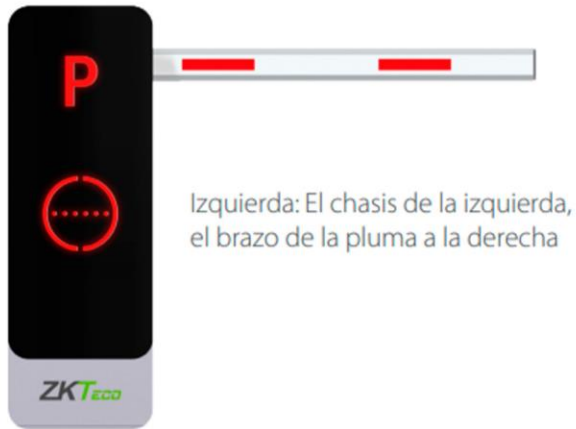 P
Izquierda: El chasis de la izquierda,
el brazo de la pluma a la derecha
ZKTeco